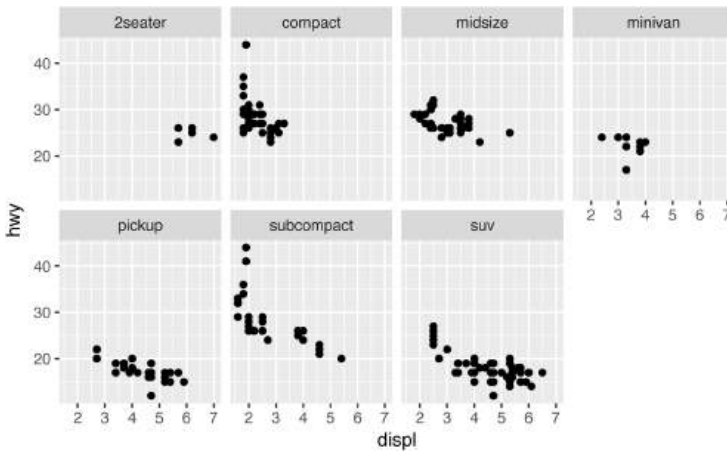 2seater compact midsize minivan
40
30
20
2 3 4 5 6 7
hwy
pickup subcompact suv
40
30
20
2 3 4 5 6 7 2 3 4 5 6 7 2 3 4 5 6 7
displ